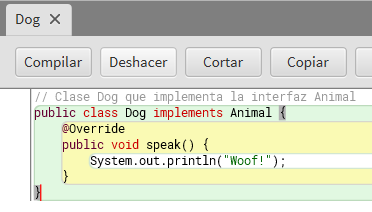 Dog ✕
Compilar Deshacer Cortar Copiar
// Clase Dog que implementa la interfaz Animal
public class Dog implements Animal {
@Override
public void speak() {
System.out.println("Woof!");
}
}